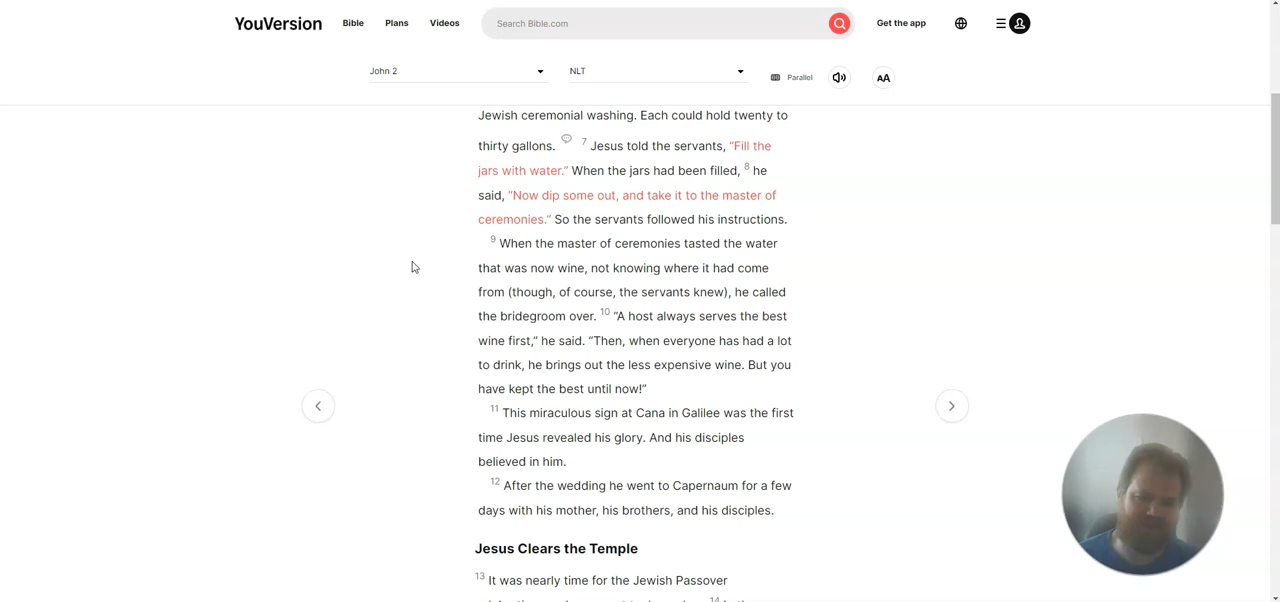 YouVersion Bible Plans Videos Search Bible.com Get the app
John 2 NLT Parallel AA
Jewish ceremonial washing. Each could hold twenty to
thirty gallons. 7 Jesus told the servants, “Fill the
jars with water.” When the jars had been filled, 8 he
said, “Now dip some out, and take it to the master of
ceremonies.” So the servants followed his instructions.
9 When the master of ceremonies tasted the water
that was now wine, not knowing where it had come
from (though, of course, the servants knew), he called
the bridegroom over. 10 “A host always serves the best
wine first,” he said. “Then, when everyone has had a lot
to drink, he brings out the less expensive wine. But you
have kept the best until now!”
11 This miraculous sign at Cana in Galilee was the first
time Jesus revealed his glory. And his disciples
believed in him.
12 After the wedding he went to Capernaum for a few
days with his mother, his brothers, and his disciples.
Jesus Clears the Temple
13 It was nearly time for the Jewish Passover
14